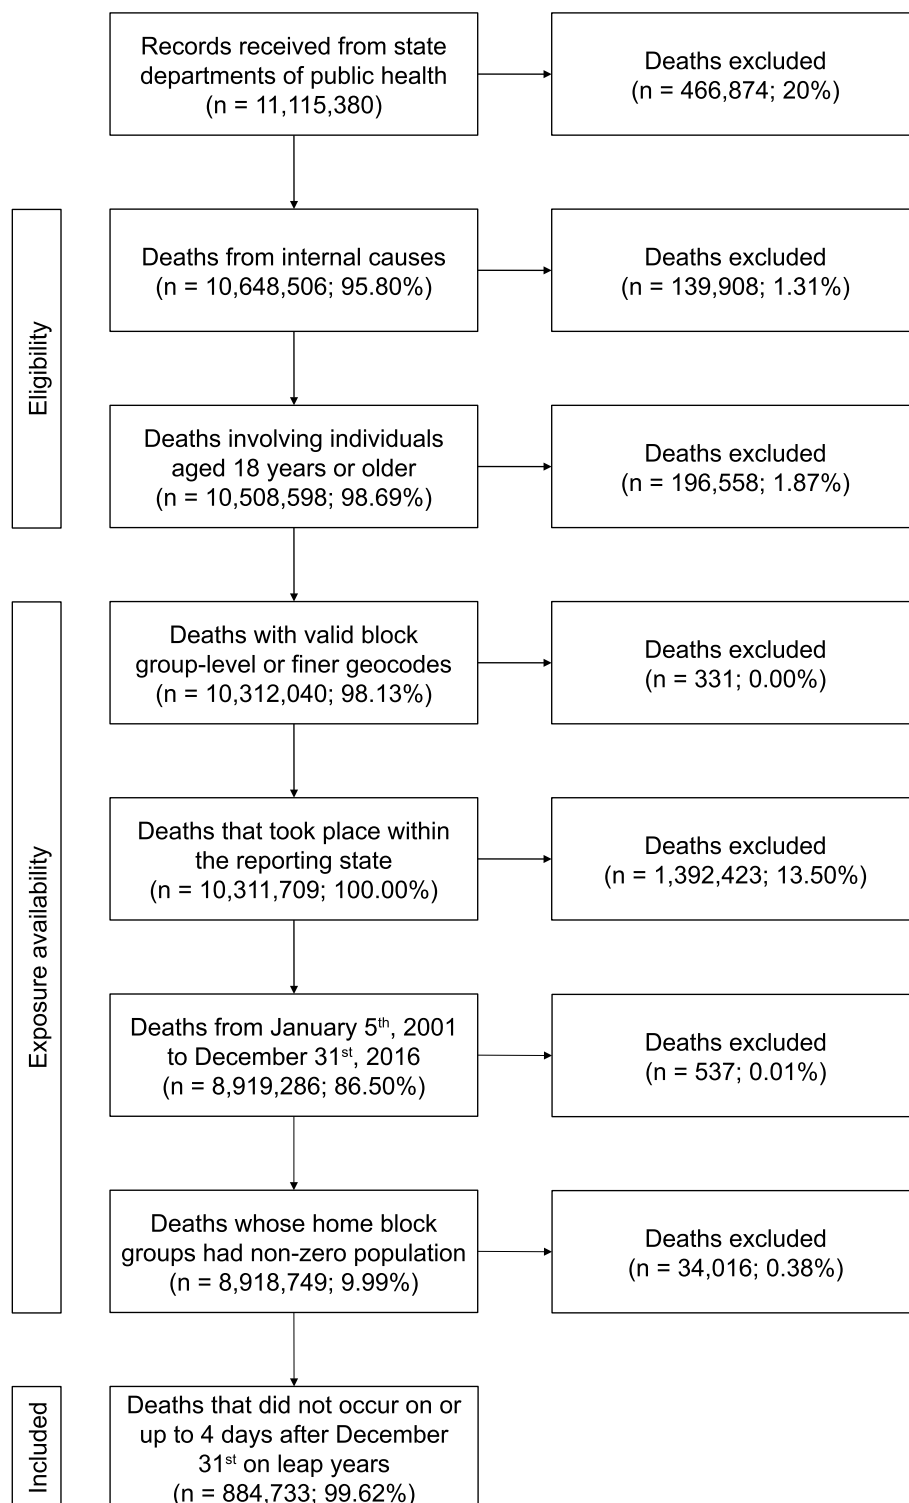 Records received from state
departments of public health
(n = 11,115,380)
Deaths excluded
(n = 466,874; 20%)
Eligibility
Deaths from internal causes
(n = 10,648,506; 95.80%)
Deaths excluded
(n = 139,908; 1.31%)
Deaths involving individuals
aged 18 years or older
(n = 10,508,598; 98.69%)
Deaths excluded
(n = 196,558; 1.87%)
Exposure availability
Deaths with valid block
group-level or finer geocodes
(n = 10,312,040; 98.13%)
Deaths excluded
(n = 331; 0.00%)
Deaths that took place within
the reporting state
(n = 10,311,709; 100.00%)
Deaths excluded
(n = 1,392,423; 13.50%)
Deaths from January 5th, 2001
to December 31st, 2016
(n = 8,919,286; 86.50%)
Deaths excluded
(n = 537; 0.01%)
Deaths whose home block
groups had non-zero population
(n = 8,918,749; 9.99%)
Deaths excluded
(n = 34,016; 0.38%)
Included
Deaths that did not occur on or
up to 4 days after December
31st on leap years
(n = 884,733; 99.62%)